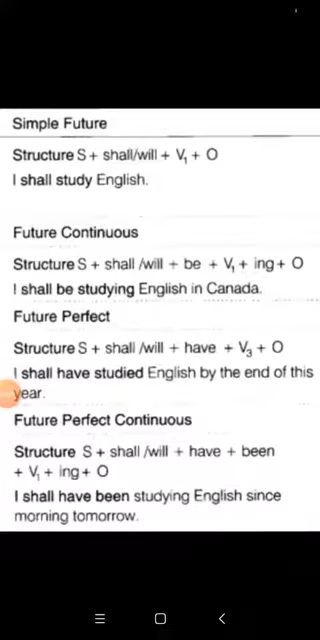 Simple Future
Structure S + shall/will + V₁ + O
I shall study English.
Future Continuous
Structure S + shall /will + be + V₁ + ing + O
I shall be studying English in Canada.
Future Perfect
Structure S + shall /will + have + V₃ + O
I shall have studied English by the end of this
year.
Future Perfect Continuous
Structure S + shall /will + have + been
+ V₁ + ing + O
I shall have been studying English since
morning tomorrow.